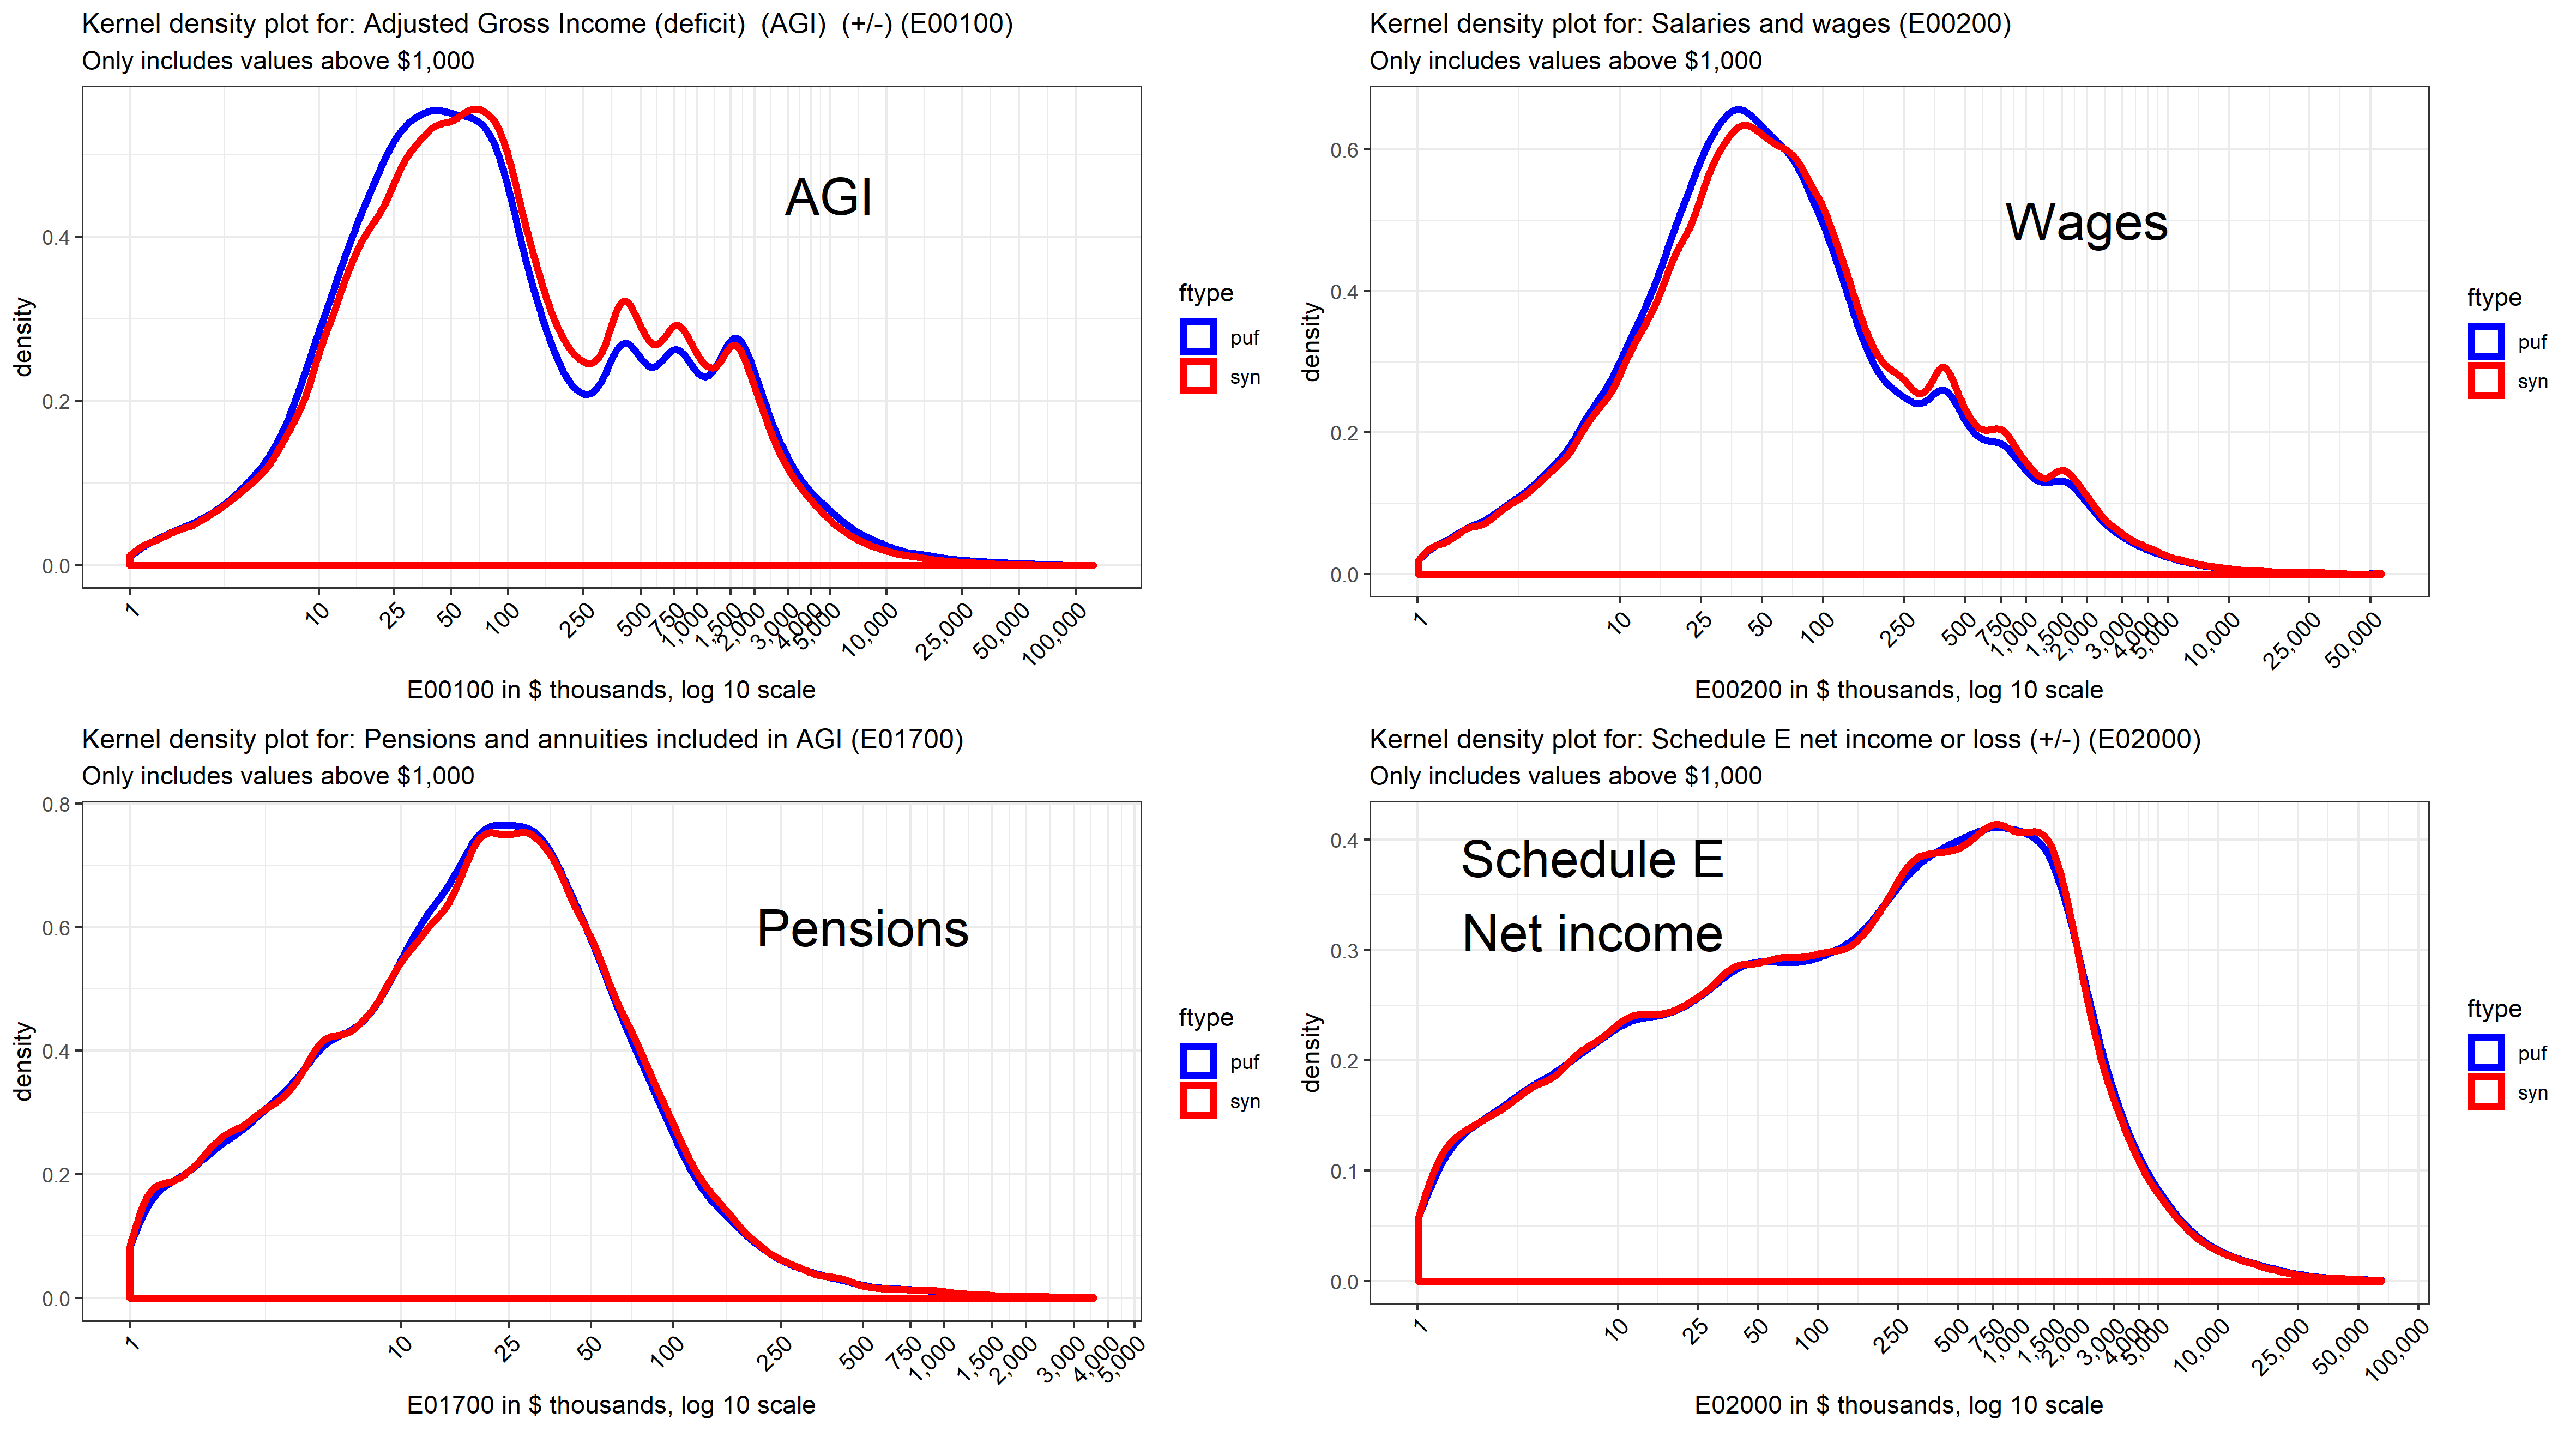 Kernel density plot for: Adjusted Gross Income (deficit)  (AGI)  (+/-) (E00100)
Only includes values above $1,000
AGI
density
0.4
0.2
0.0
1
10
25
50
100
250
500
750
1,000
1,500
2,000
3,000
4,000
5,000
10,000
25,000
50,000
100,000
E00100 in $ thousands, log 10 scale
ftype
puf
syn
Kernel density plot for: Salaries and wages (E00200)
Only includes values above $1,000
Wages
density
0.6
0.4
0.2
0.0
1
10
25
50
100
250
500
750
1,000
1,500
2,000
3,000
4,000
5,000
10,000
25,000
50,000
E00200 in $ thousands, log 10 scale
ftype
puf
syn
Kernel density plot for: Pensions and annuities included in AGI (E01700)
Only includes values above $1,000
Pensions
density
0.8
0.6
0.4
0.2
0.0
1
10
25
50
100
250
500
750
1,000
1,500
2,000
3,000
4,000
5,000
E01700 in $ thousands, log 10 scale
ftype
puf
syn
Kernel density plot for: Schedule E net income or loss (+/-) (E02000)
Only includes values above $1,000
Schedule E
Net income
density
0.4
0.3
0.2
0.1
0.0
1
10
25
50
100
250
500
750
1,000
1,500
2,000
3,000
4,000
5,000
10,000
25,000
50,000
100,000
E02000 in $ thousands, log 10 scale
ftype
puf
syn